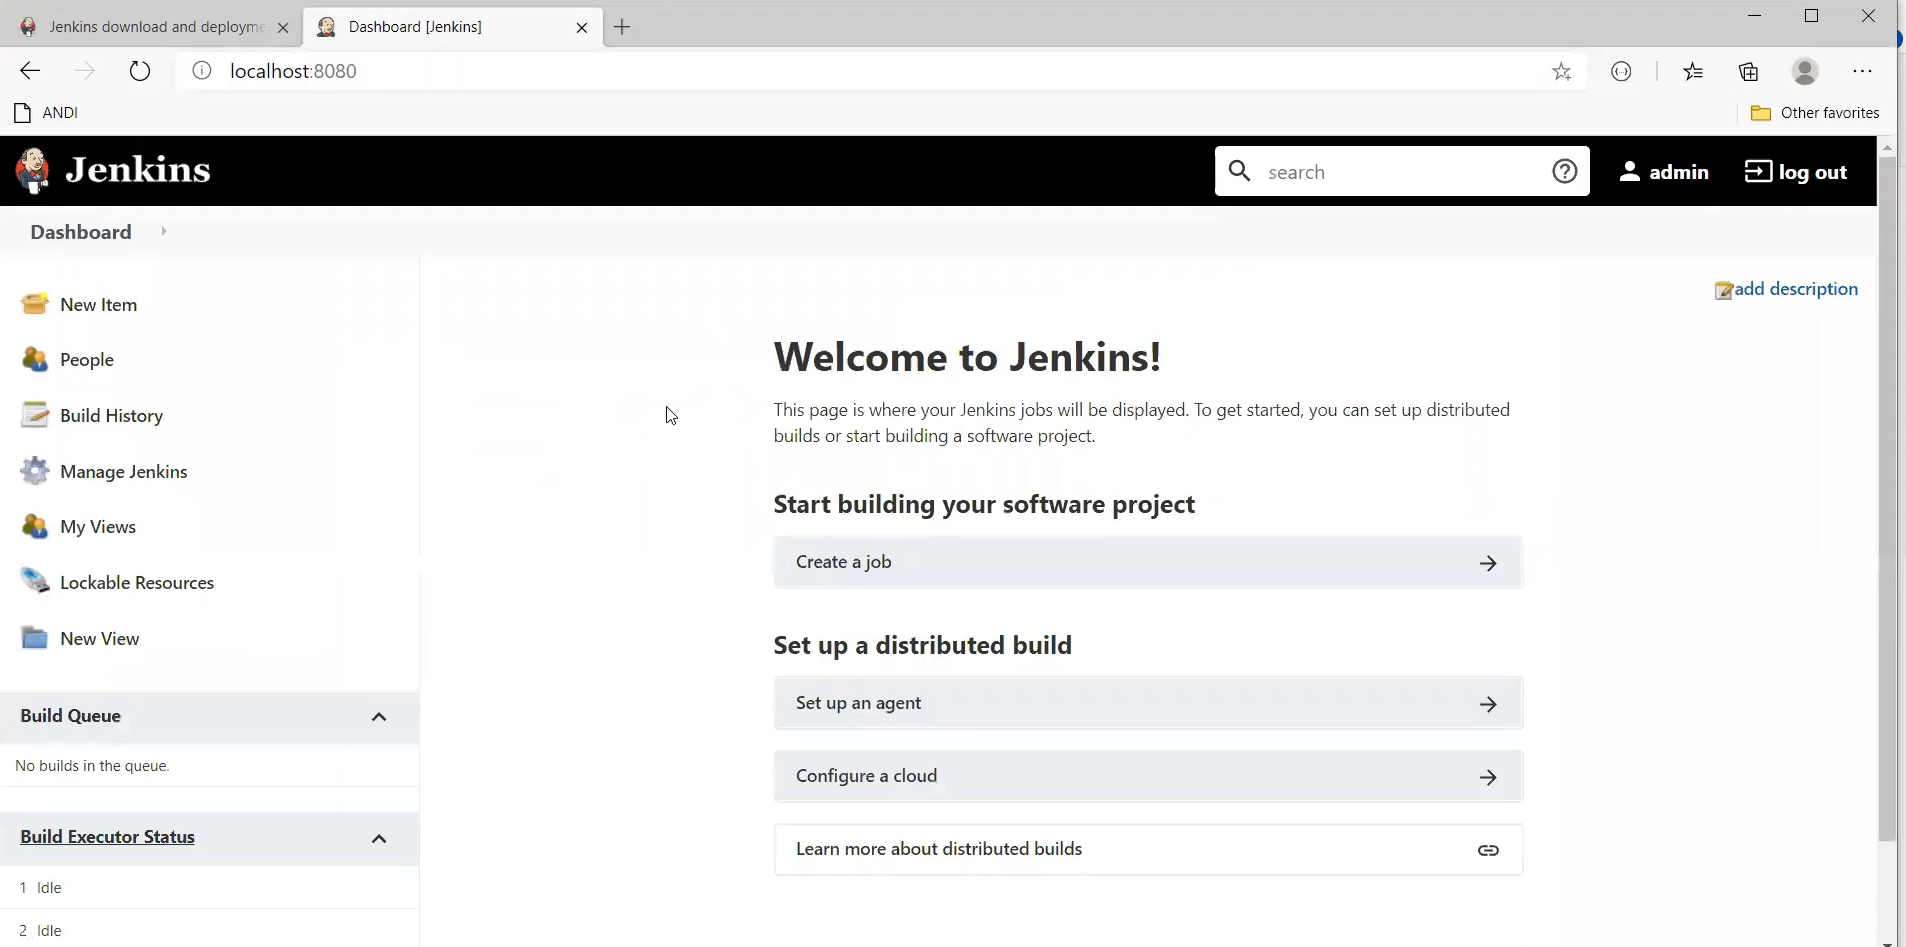 Jenkins download and deployme
Dashboard [Jenkins]
localhost:8080
ANDI
Other favorites
Jenkins
search
admin
log out
Dashboard
New Item
People
Build History
Manage Jenkins
My Views
Lockable Resources
New View
Build Queue
No builds in the queue.
Build Executor Status
1 Idle
2 Idle
add description
Welcome to Jenkins!
This page is where your Jenkins jobs will be displayed. To get started, you can set up distributed
builds or start building a software project.
Start building your software project
Create a job
Set up a distributed build
Set up an agent
Configure a cloud
Learn more about distributed builds